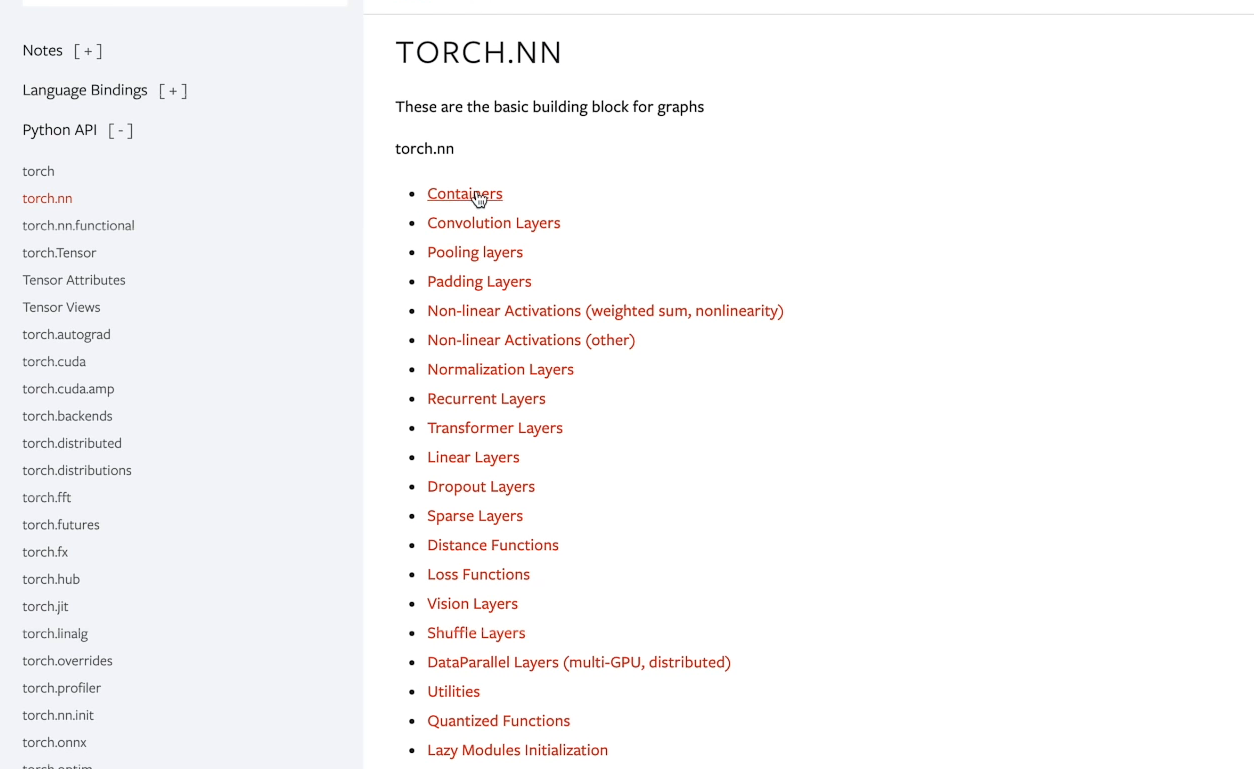 Notes [ + ]
Language Bindings [ + ]
Python API [ - ]
torch
torch.nn
torch.nn.functional
torch.Tensor
Tensor Attributes
Tensor Views
torch.autograd
torch.cuda
torch.cuda.amp
torch.backends
torch.distributed
torch.distributions
torch.fft
torch.futures
torch.fx
torch.hub
torch.jit
torch.linalg
torch.overrides
torch.profiler
torch.nn.init
torch.onnx
torch.optim
TORCH.NN
These are the basic building block for graphs
torch.nn
• Containers
• Convolution Layers
• Pooling layers
• Padding Layers
• Non-linear Activations (weighted sum, nonlinearity)
• Non-linear Activations (other)
• Normalization Layers
• Recurrent Layers
• Transformer Layers
• Linear Layers
• Dropout Layers
• Sparse Layers
• Distance Functions
• Loss Functions
• Vision Layers
• Shuffle Layers
• DataParallel Layers (multi-GPU, distributed)
• Utilities
• Quantized Functions
• Lazy Modules Initialization